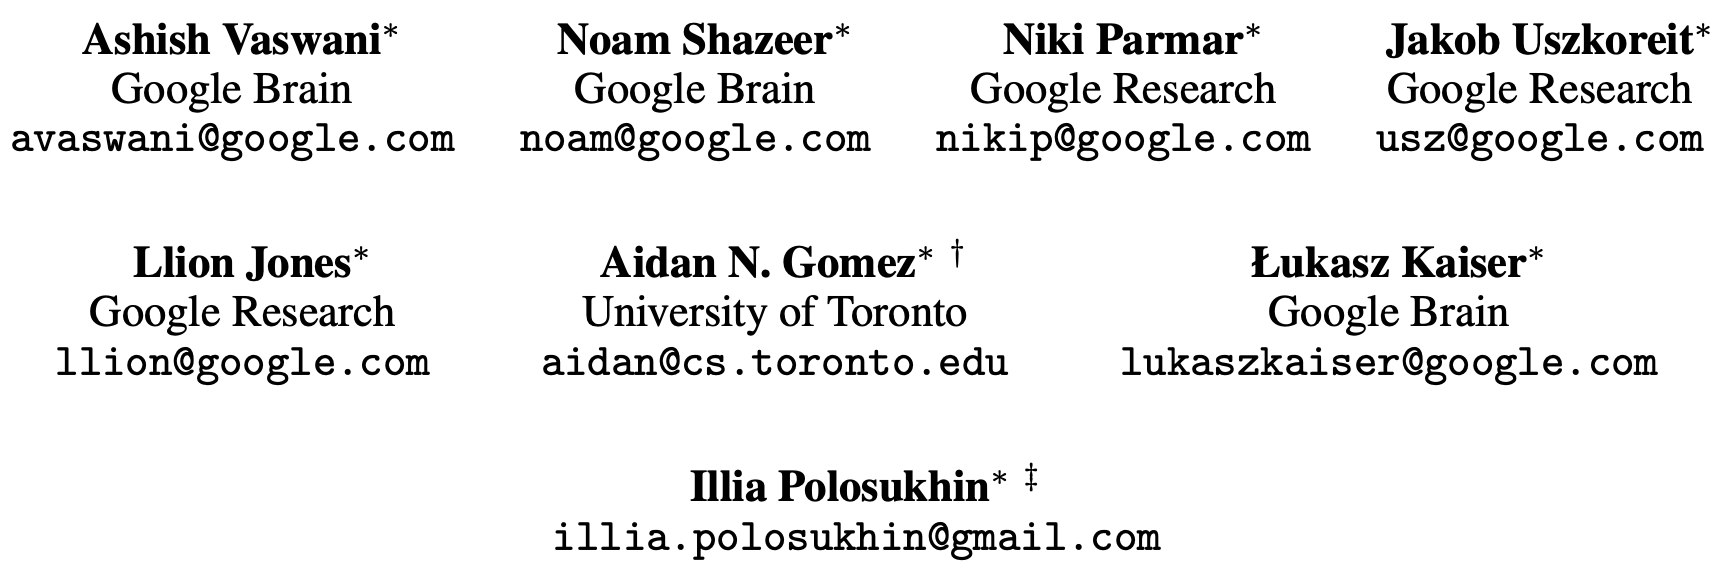 Ashish Vaswani* Noam Shazeer* Niki Parmar* Jakob Uszkoreit*
Google Brain Google Brain Google Research Google Research
avaswani@google.com noam@google.com nikip@google.com usz@google.com
Llion Jones* Aidan N. Gomez* † Łukasz Kaiser*
Google Research University of Toronto Google Brain
llion@google.com aidan@cs.toronto.edu lukaszkaiser@google.com
Illia Polosukhin* ‡
illia.polosukhin@gmail.com